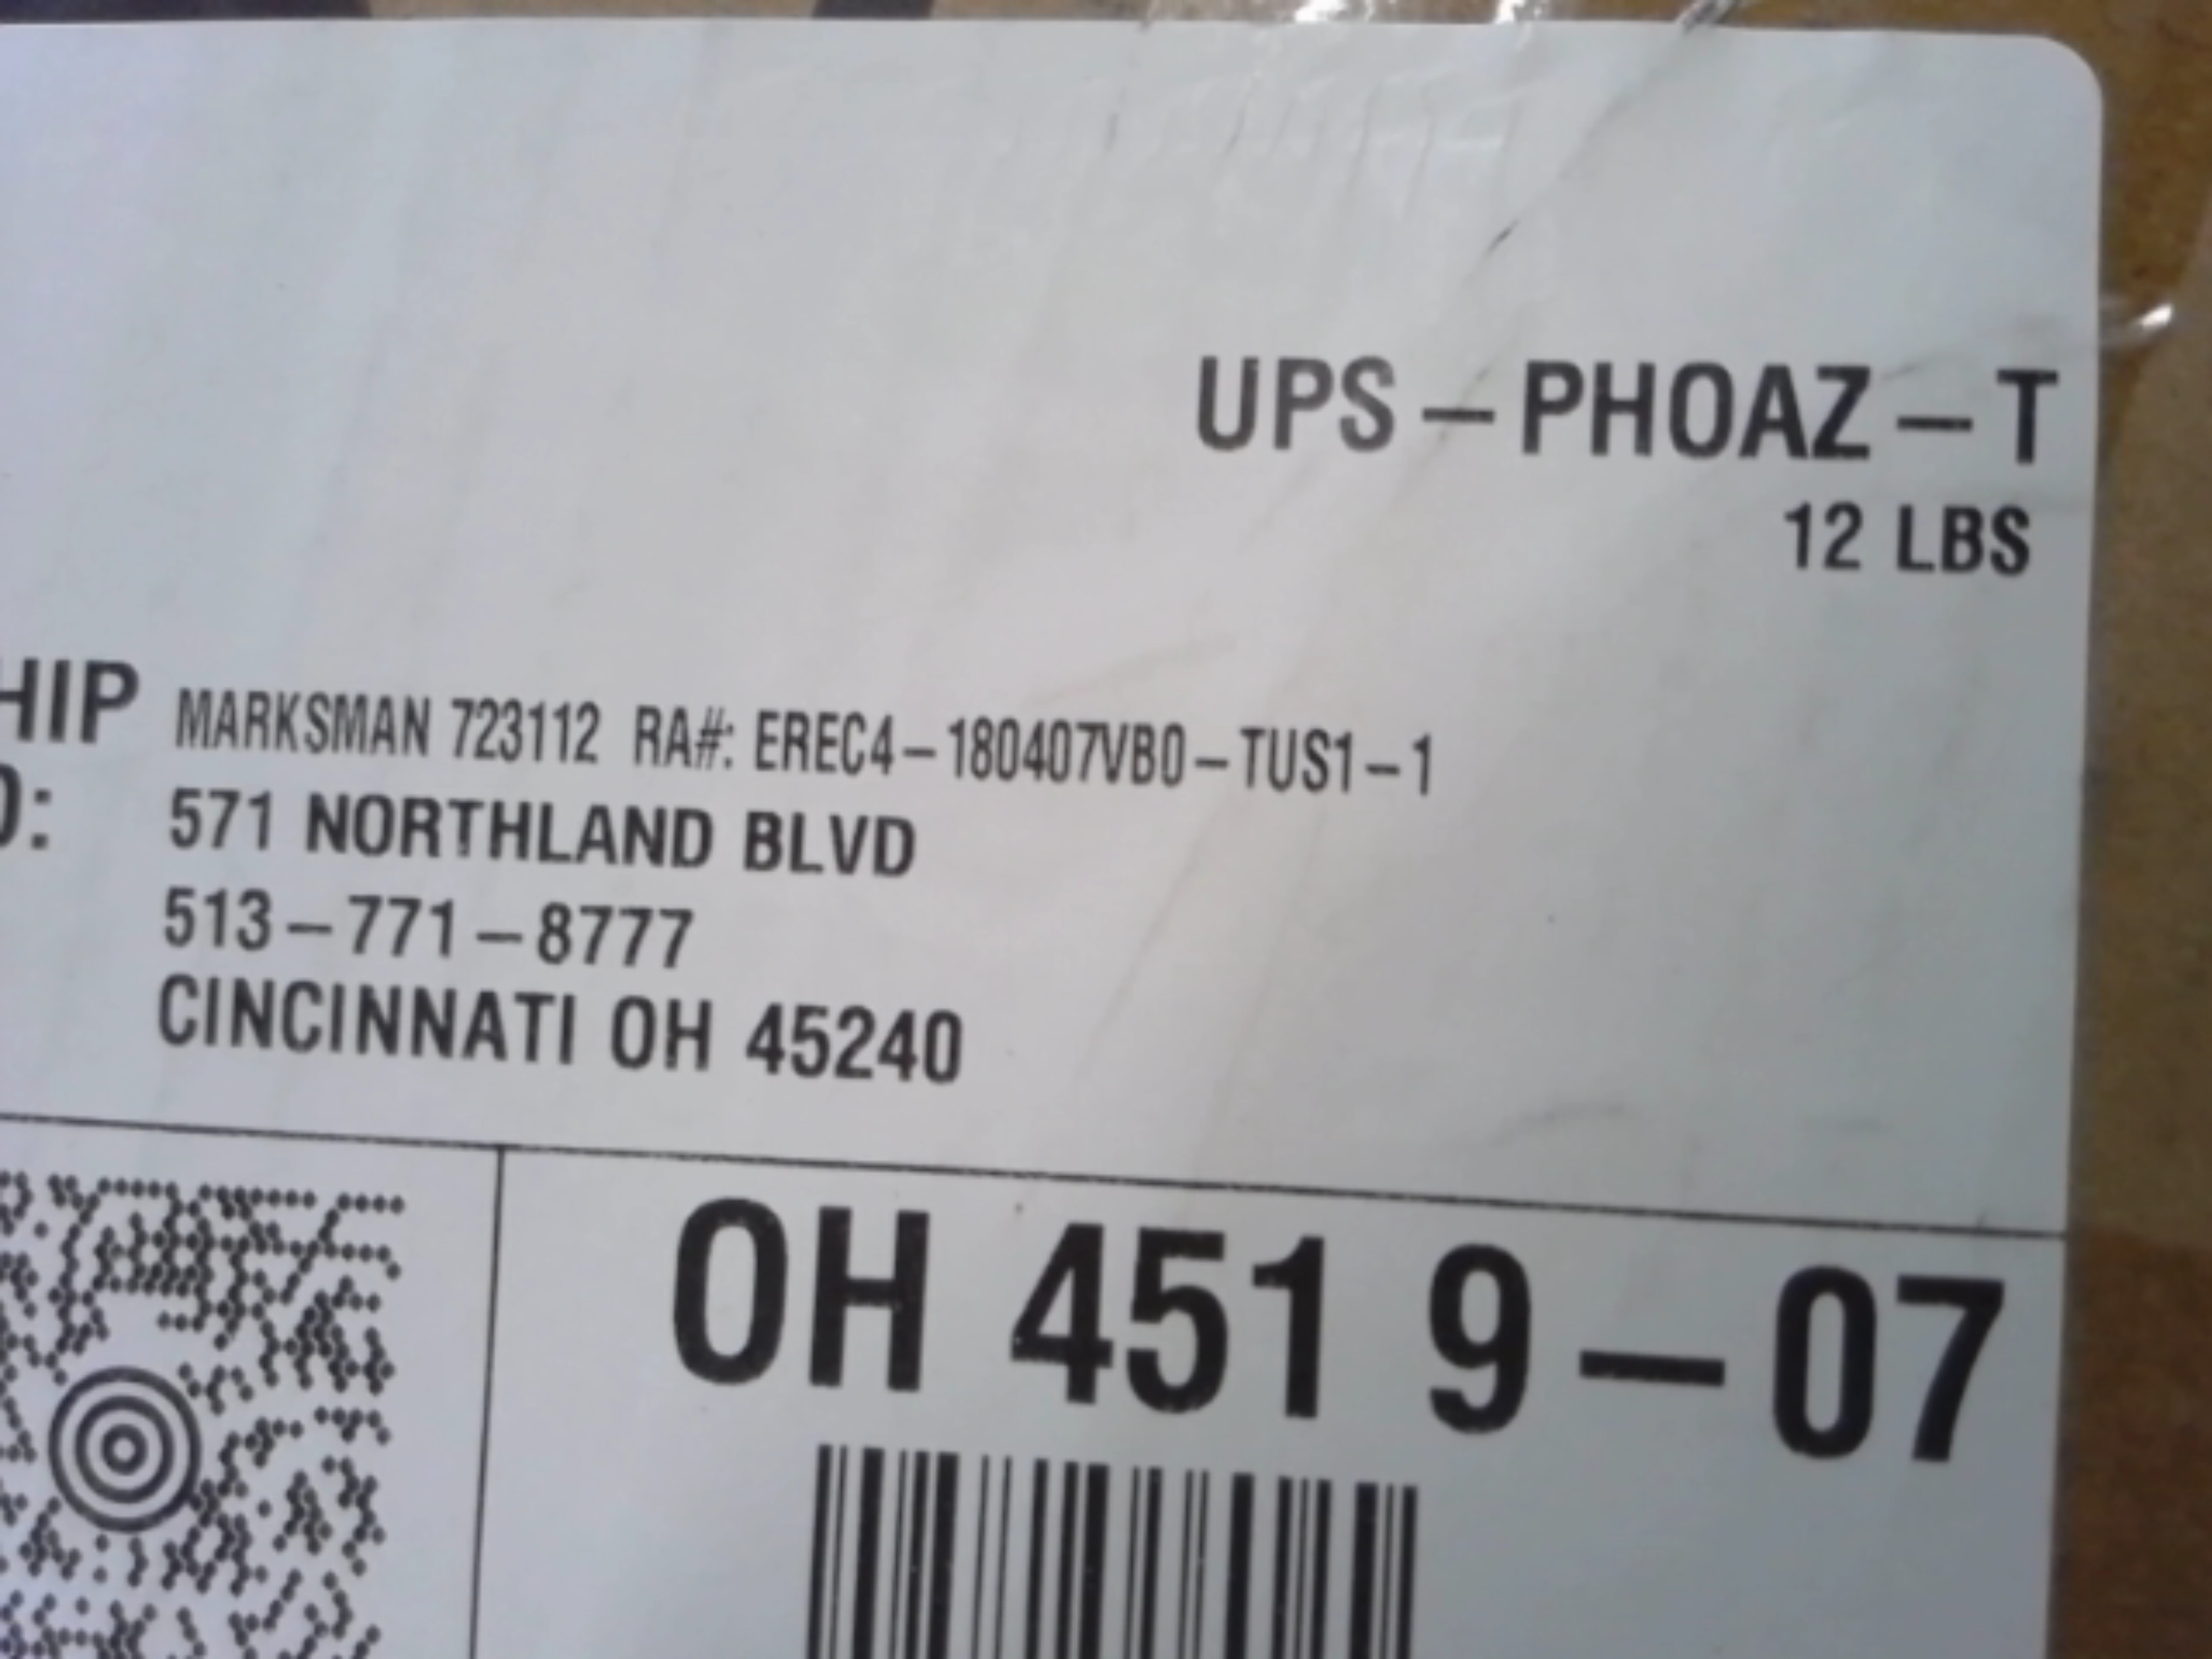 UPS – PHOAZ – T
12 LBS
HIP MARKSMAN 723112 RA#: EREC4–180407VB0–TUS1–1
571 NORTHLAND BLVD
513–771–8777
CINCINNATI OH 45240
OH 451 9–07